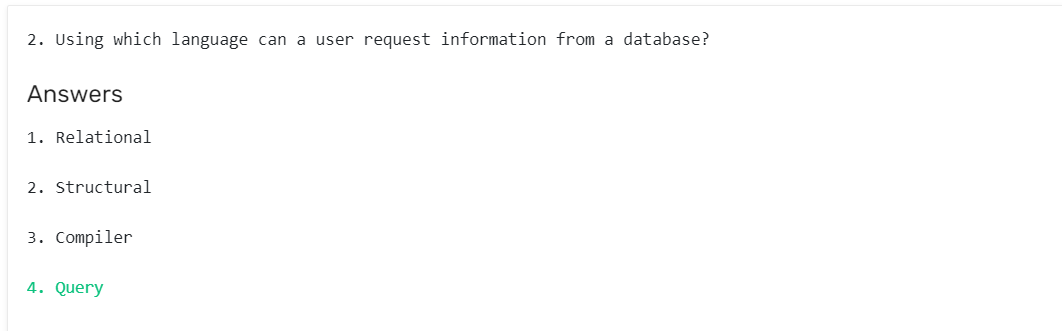 2. Using which language can a user request information from a database?
Answers
1. Relational
2. Structural
3. Compiler
4. Query